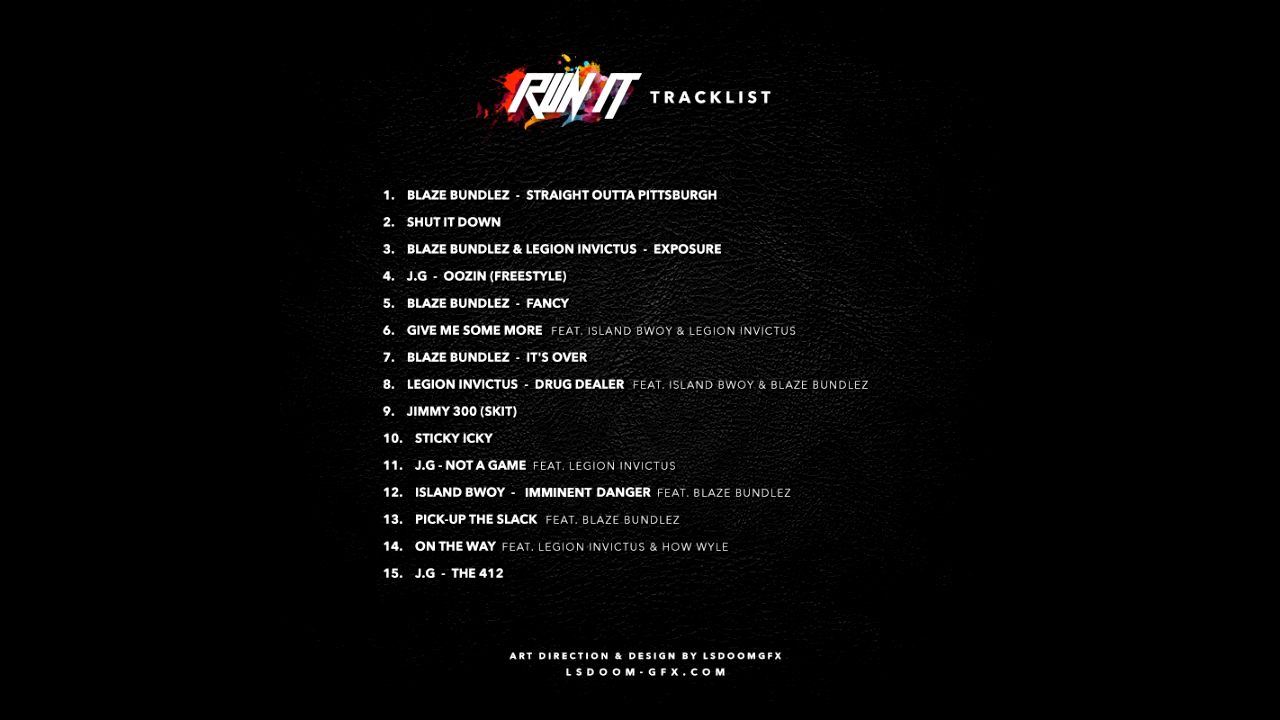 RUN IT TRACKLIST
1. BLAZE BUNDLEZ - STRAIGHT OUTTA PITTSBURGH
2. SHUT IT DOWN
3. BLAZE BUNDLEZ & LEGION INVICTUS - EXPOSURE
4. J.G - OOZIN (FREESTYLE)
5. BLAZE BUNDLEZ - FANCY
6. GIVE ME SOME MORE FEAT. ISLAND BWOY & LEGION INVICTUS
7. BLAZE BUNDLEZ - IT'S OVER
8. LEGION INVICTUS - DRUG DEALER FEAT. ISLAND BWOY & BLAZE BUNDLEZ
9. JIMMY 300 (SKIT)
10. STICKY ICKY
11. J.G - NOT A GAME FEAT. LEGION INVICTUS
12. ISLAND BWOY - IMMINENT DANGER FEAT. BLAZE BUNDLEZ
13. PICK-UP THE SLACK FEAT. BLAZE BUNDLEZ
14. ON THE WAY FEAT. LEGION INVICTUS & HOW WYLE
15. J.G - THE 412
ART DIRECTION & DESIGN BY LSDOOMGFX
LSDOOM-GFX.COM